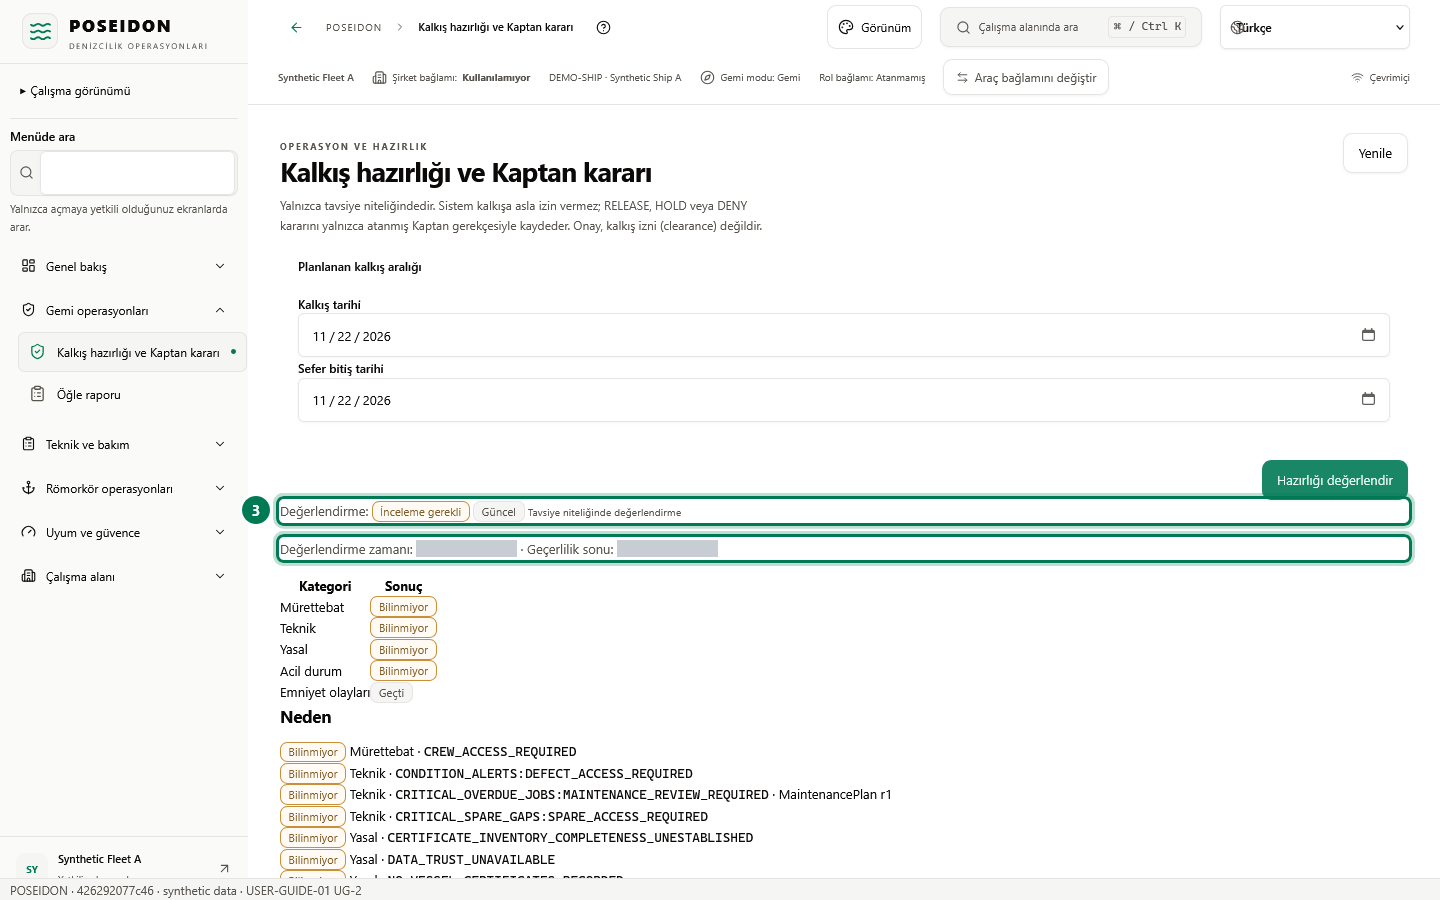 POSEIDON
DENİZCİLİK OPERASYONLARI
Çalışma görünümü
Menüde ara
Yalnızca açmaya yetkili olduğunuz ekranlarda
arar.
Genel bakış
Gemi operasyonları
Kalkış hazırlığı ve Kaptan kararı
Öğle raporu
Teknik ve bakım
Römorkör operasyonları
Uyum ve güvence
Çalışma alanı
SY
Synthetic Fleet A
POSEIDON
Kalkış hazırlığı ve Kaptan kararı
Görünüm
Çalışma alanında ara
⌘ / Ctrl K
Türkçe
Synthetic Fleet A
Şirket bağlamı: Kullanılamıyor
DEMO-SHIP · Synthetic Ship A
Gemi modu: Gemi
Rol bağlamı: Atanmamış
Araç bağlamını değiştir
Çevrimiçi
OPERASYON VE HAZIRLIK
Kalkış hazırlığı ve Kaptan kararı
Yenile
Yalnızca tavsiye niteliğindedir. Sistem kalkışa asla izin vermez; RELEASE, HOLD veya DENY
kararını yalnızca atanmış Kaptan gerekçesiyle kaydeder. Onay, kalkış izni (clearance) değildir.
Planlanan kalkış aralığı
Kalkış tarihi
11 / 22 / 2026
Sefer bitiş tarihi
11 / 22 / 2026
Hazırlığı değerlendir
3
Değerlendirme: İnceleme gerekli Güncel Tavsiye niteliğinde değerlendirme
Değerlendirme zamanı: · Geçerlilik sonu:
Kategori Sonuç
Mürettebat Bilinmiyor
Teknik Bilinmiyor
Yasal Bilinmiyor
Acil durum Bilinmiyor
Emniyet olayları Geçti
Neden
Bilinmiyor Mürettebat · CREW_ACCESS_REQUIRED
Bilinmiyor Teknik · CONDITION_ALERTS:DEFECT_ACCESS_REQUIRED
Bilinmiyor Teknik · CRITICAL_OVERDUE_JOBS:MAINTENANCE_REVIEW_REQUIRED · MaintenancePlan r1
Bilinmiyor Teknik · CRITICAL_SPARE_GAPS:SPARE_ACCESS_REQUIRED
Bilinmiyor Yasal · CERTIFICATE_INVENTORY_COMPLETENESS_UNESTABLISHED
Bilinmiyor Yasal · DATA_TRUST_UNAVAILABLE
POSEIDON · 426292077c46 · synthetic data · USER-GUIDE-01 UG-2